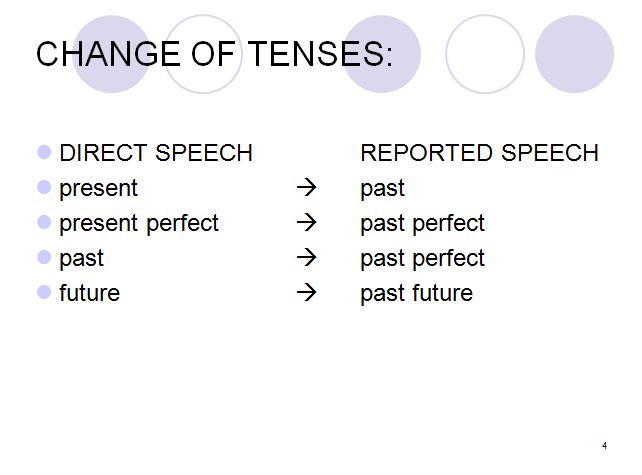 CHANGE OF TENSES:
DIRECT SPEECH REPORTED SPEECH
present → past
present perfect → past perfect
past → past perfect
future → past future
4